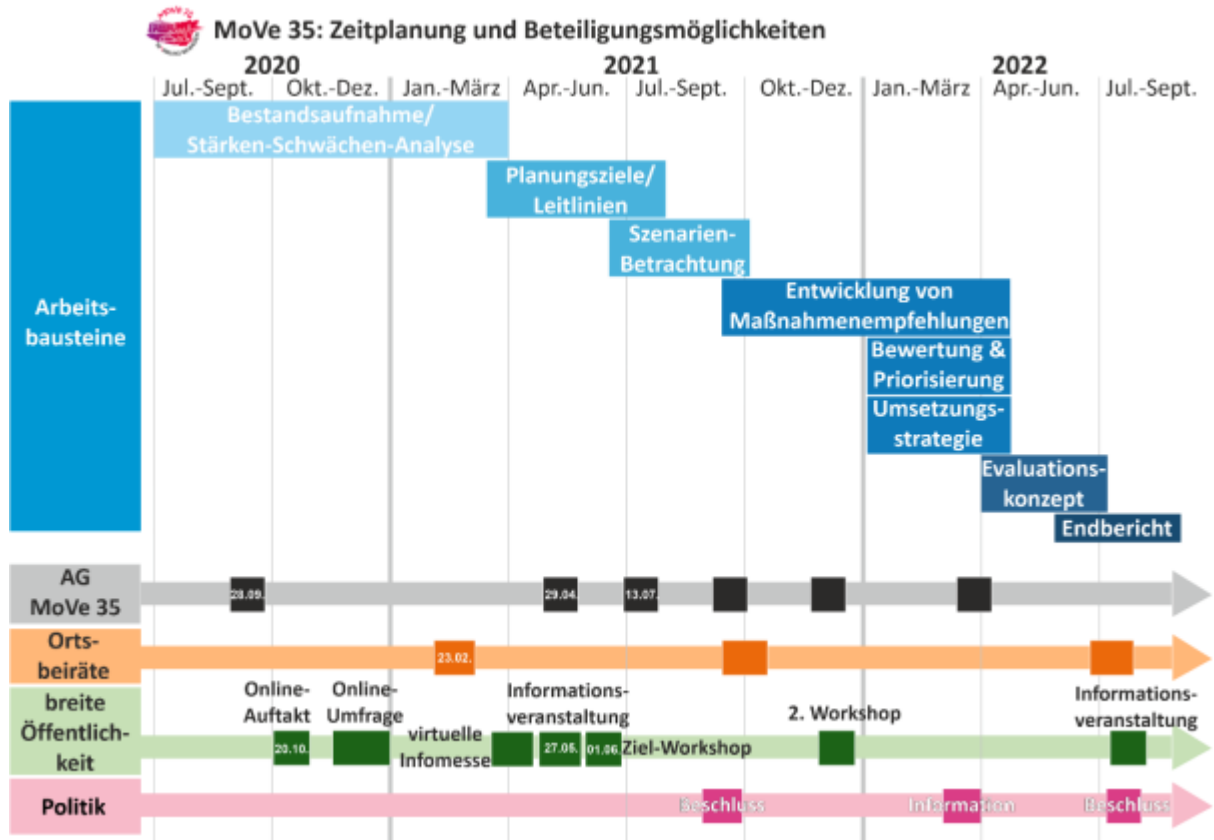 MoVe 35: Zeitplanung und Beteiligungsmöglichkeiten
2020 2021 2022
Jul.-Sept. Okt.-Dez. Jan.-März Apr.-Jun. Jul.-Sept. Okt.-Dez. Jan.-März Apr.-Jun. Jul.-Sept.
Arbeits-
bausteine
Bestandsaufnahme/
Stärken-Schwächen-Analyse
Planungsziele/
Leitlinien
Szenarien-
Betrachtung
Entwicklung von
Maßnahmenempfehlungen
Bewertung &
Priorisierung
Umsetzungs-
strategie
Evaluations-
konzept
Endbericht
AG
MoVe 35
28.09. 29.04. 13.07.
Orts-
beiräte
23.02.
breite
Öffentlich-
keit
Online-
Auftakt
20.10.
Online-
Umfrage
virtuelle
Infomesse
Informations-
veranstaltung
27.05. 01.06. Ziel-Workshop
2. Workshop
Informations-
veranstaltung
Politik
Beschluss Information Beschluss